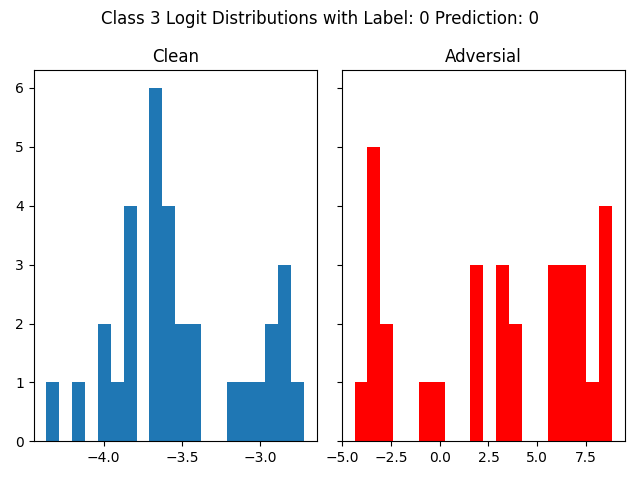 Class 3 Logit Distributions with Label: 0 Prediction: 0
Clean
Adversial
6
5
4
3
2
1
0
−4.0 −3.5 −3.0
−5.0 −2.5 0.0 2.5 5.0 7.5